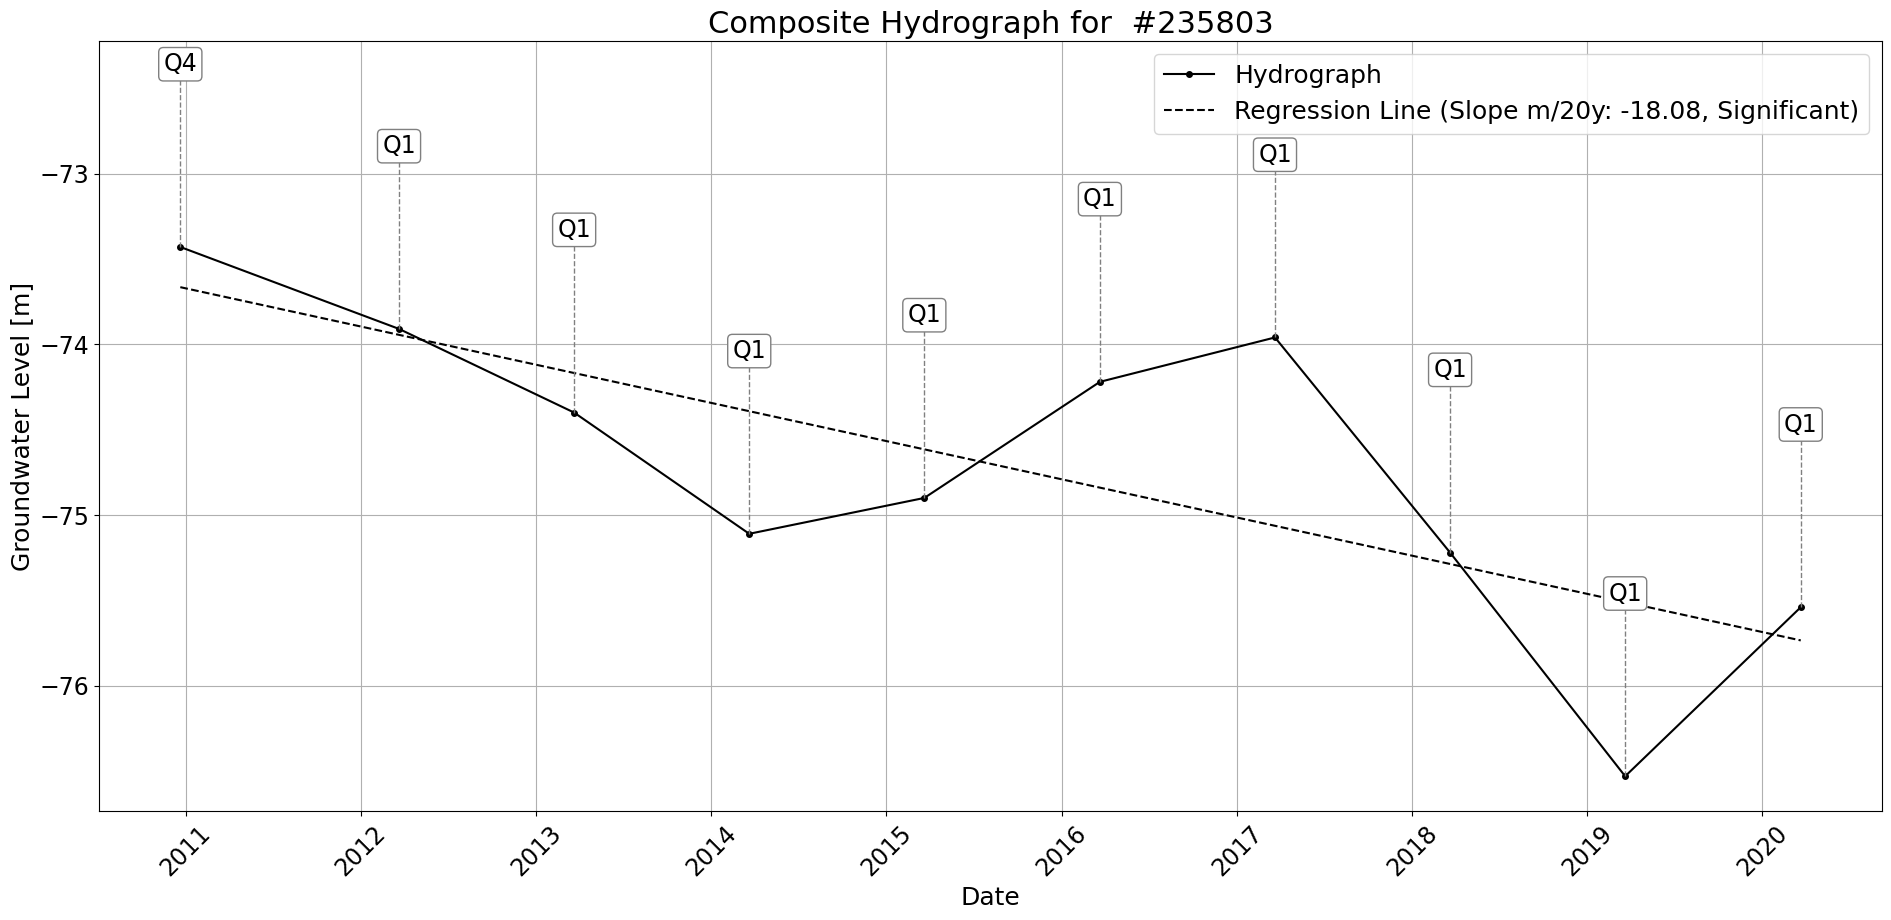 Composite Hydrograph for  #235803
Hydrograph
Regression Line (Slope m/20y: -18.08, Significant)
Q4
Q1
Q1
Q1
Q1
Q1
Q1
Q1
Q1
Q1
Groundwater Level [m]
−73
−74
−75
−76
2011
2012
2013
2014
2015
2016
2017
2018
2019
2020
Date